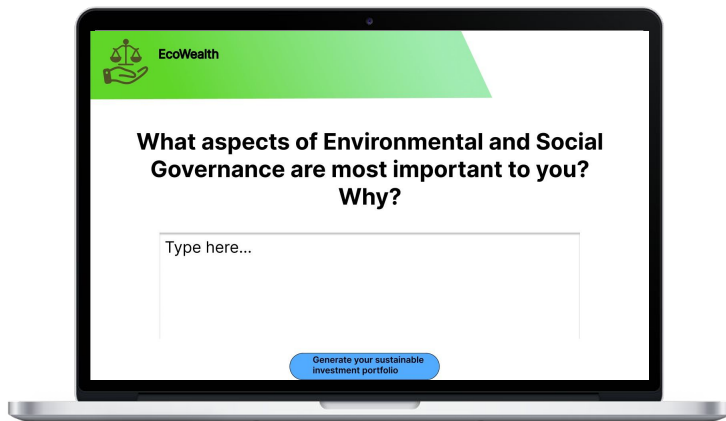 EcoWealth
What aspects of Environmental and Social
Governance are most important to you?
Why?
Type here...
Generate your sustainable
investment portfolio